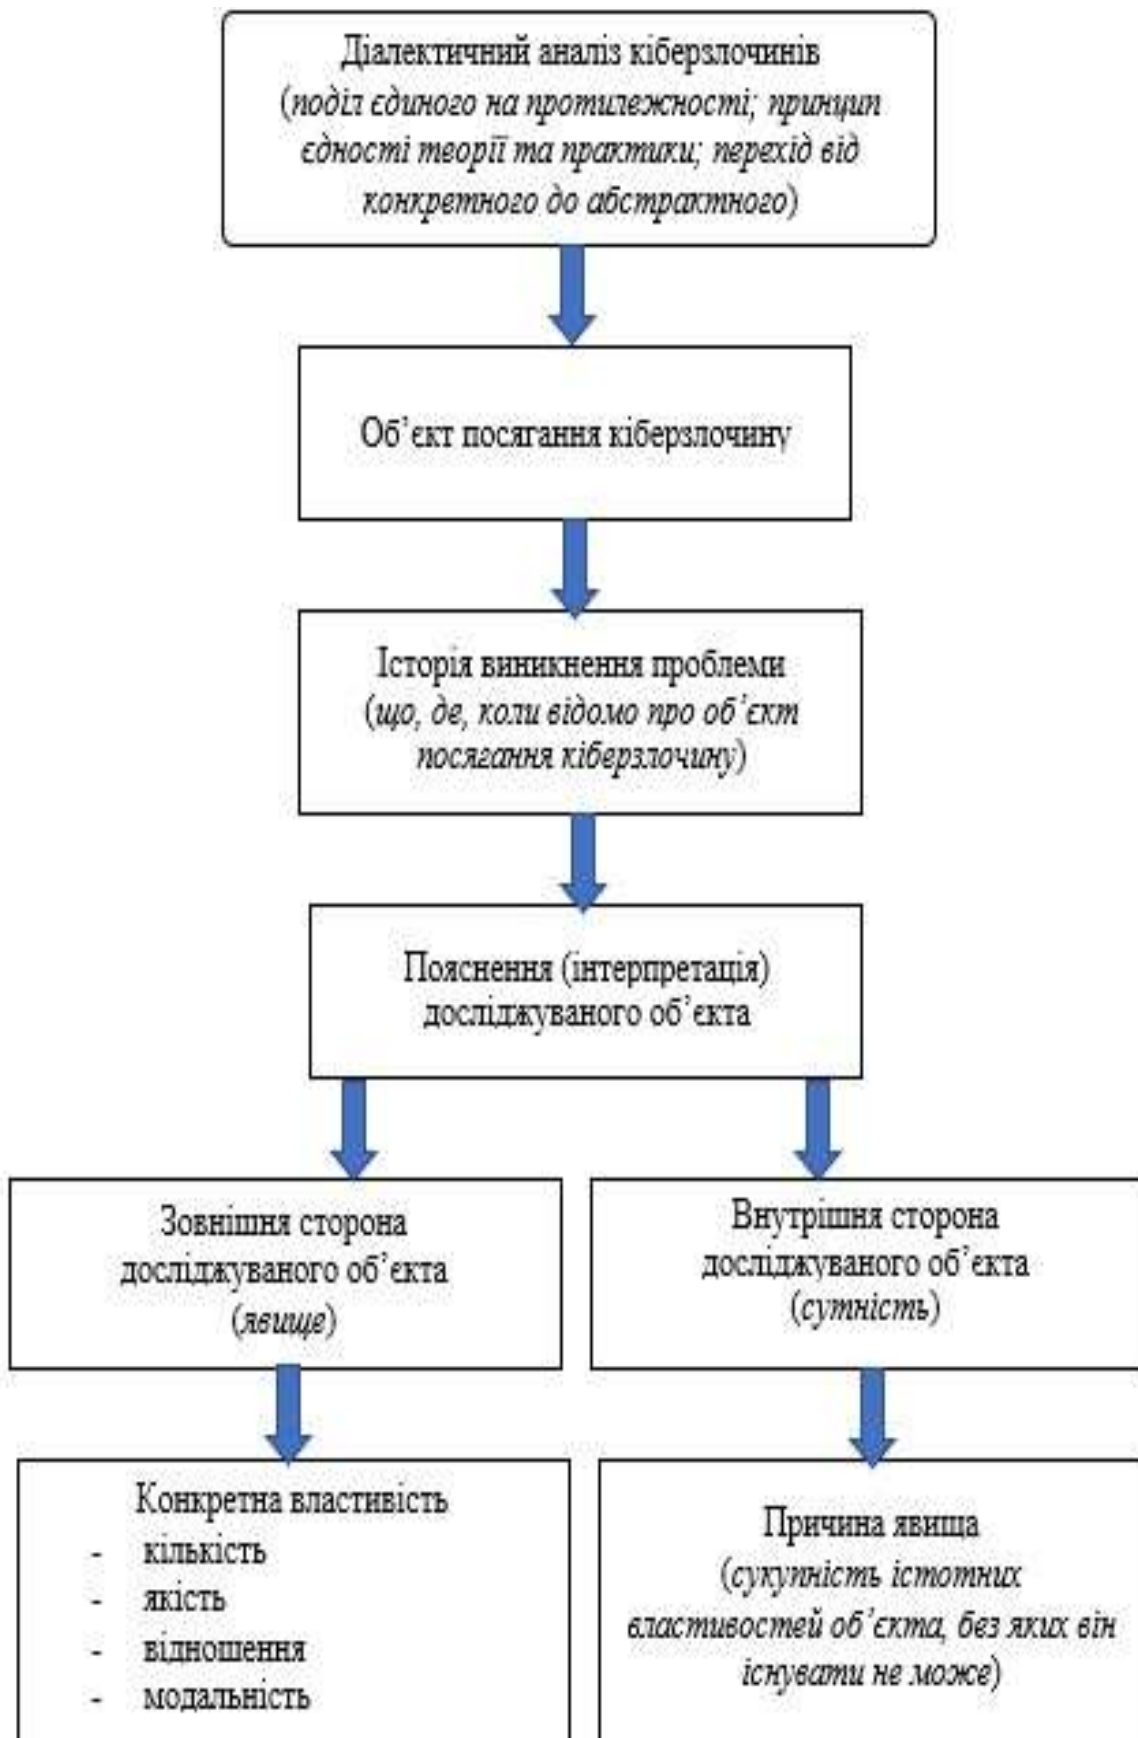 Діалектичний аналіз кіберзлочинів
(поділ єдиного на протилежності; принцип
єдності теорії та практики; перехід від
конкретного до абстрактного)
Об’єкт посягання кіберзлочину
Історія виникнення проблеми
(що, де, коли відомо про об’єкт
посягання кіберзлочину)
Пояснення (інтерпретація)
досліджуваного об’єкта
Зовнішня сторона
досліджуваного об’єкта
(явище)
Внутрішня сторона
досліджуваного об’єкта
(сутність)
Конкретна властивість
- кількість
- якість
- відношення
- модальність
Причина явища
(сукупність істотних
властивостей об’єкта, без яких він
існувати не може)